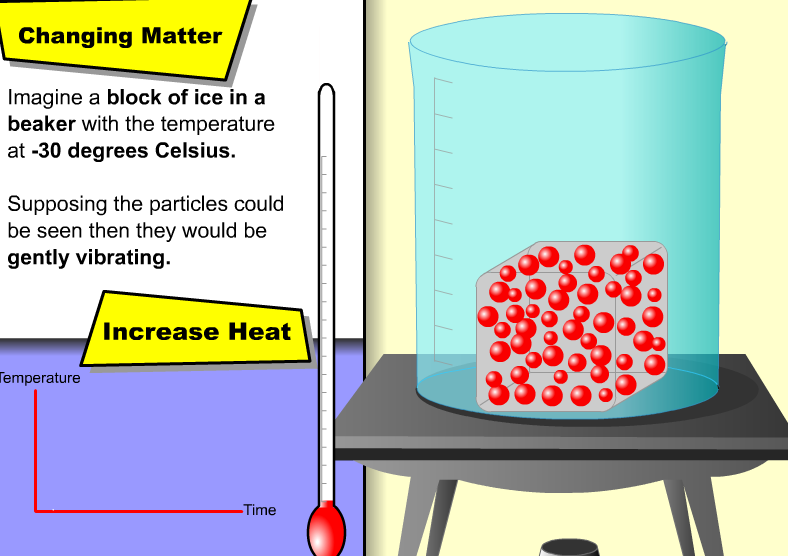 Changing Matter
Imagine a block of ice in a
beaker with the temperature
at -30 degrees Celsius.
Supposing the particles could
be seen then they would be
gently vibrating.
Increase Heat
Temperature
Time